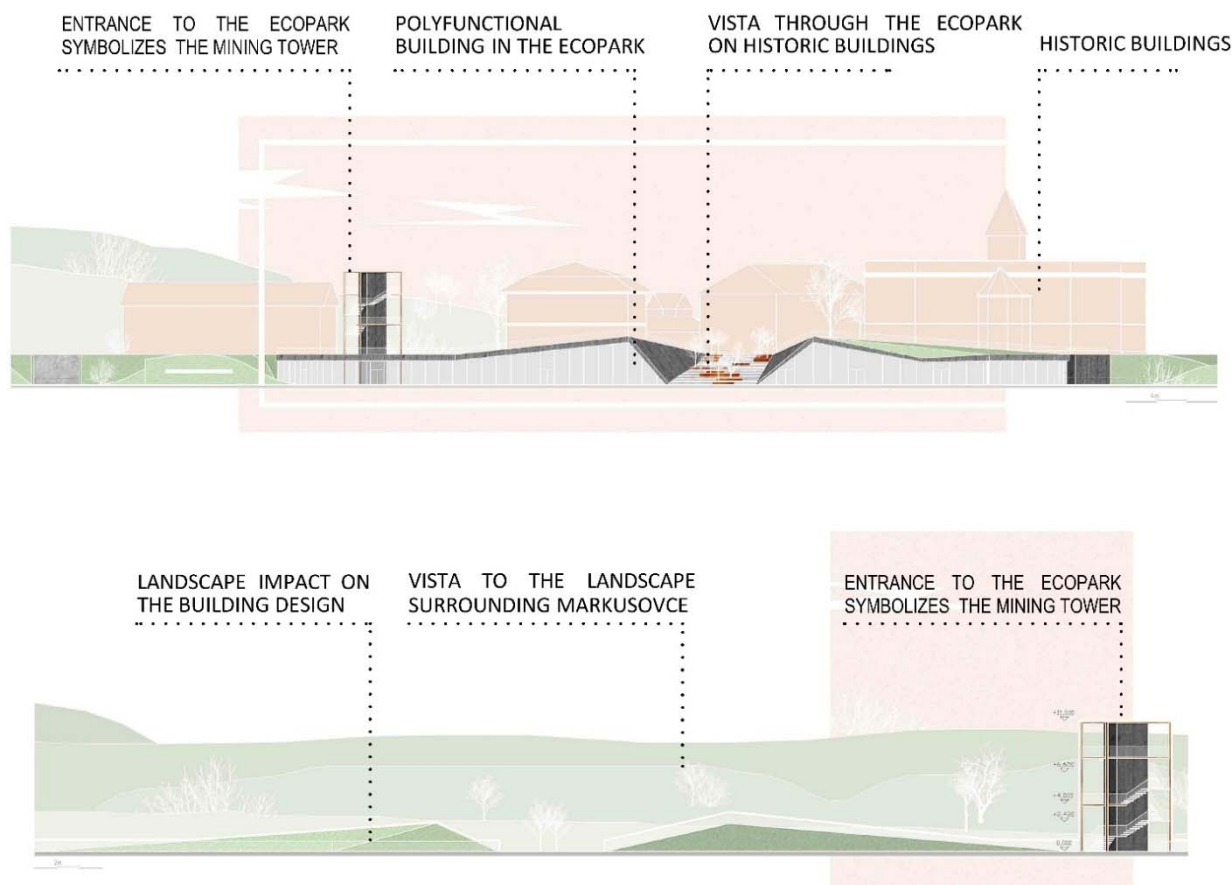 ENTRANCE TO THE ECOPARK
SYMBOLIZES THE MINING TOWER
POLYFUNCTIONAL
BUILDING IN THE ECOPARK
VISTA THROUGH THE ECOPARK
ON HISTORIC BUILDINGS
HISTORIC BUILDINGS
LANDSCAPE IMPACT ON
THE BUILDING DESIGN
VISTA TO THE LANDSCAPE
SURROUNDING MARKUSOVCE
ENTRANCE TO THE ECOPARK
SYMBOLIZES THE MINING TOWER